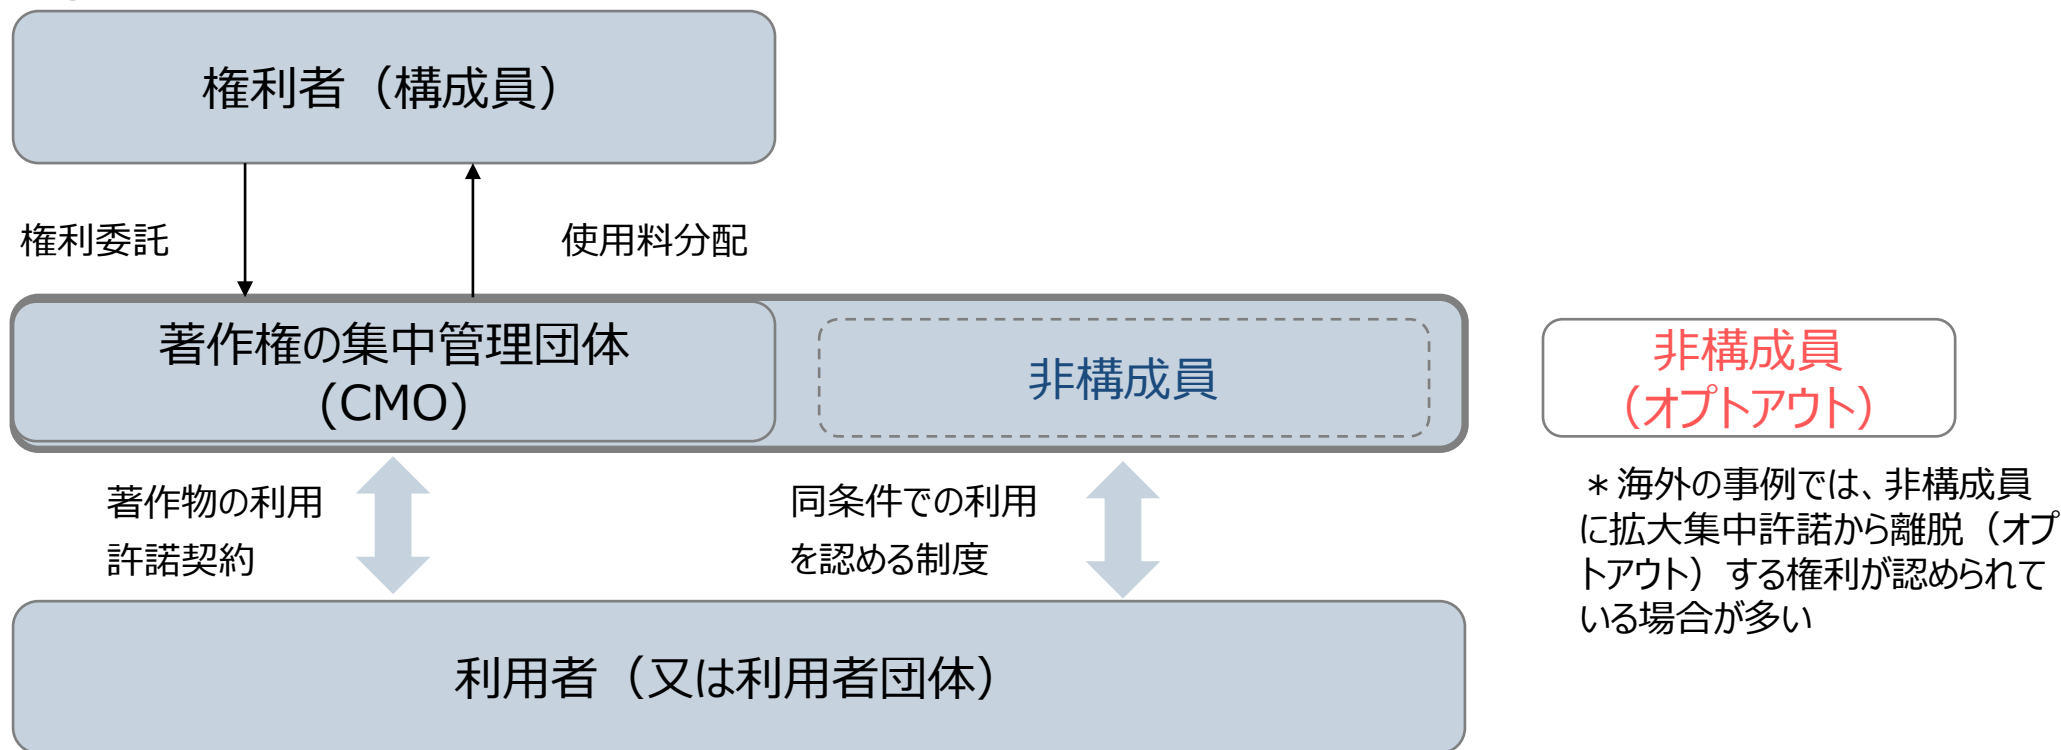 権利者（構成員）
権利委託
使用料分配
著作権の集中管理団体
(CMO)
非構成員
非構成員
（オプトアウト）
著作物の利用
許諾契約
同条件での利用
を認める制度
＊海外の事例では、非構成員
に拡大集中許諾から離脱（オプ
トアウト）する権利が認められて
いる場合が多い
利用者（又は利用者団体）